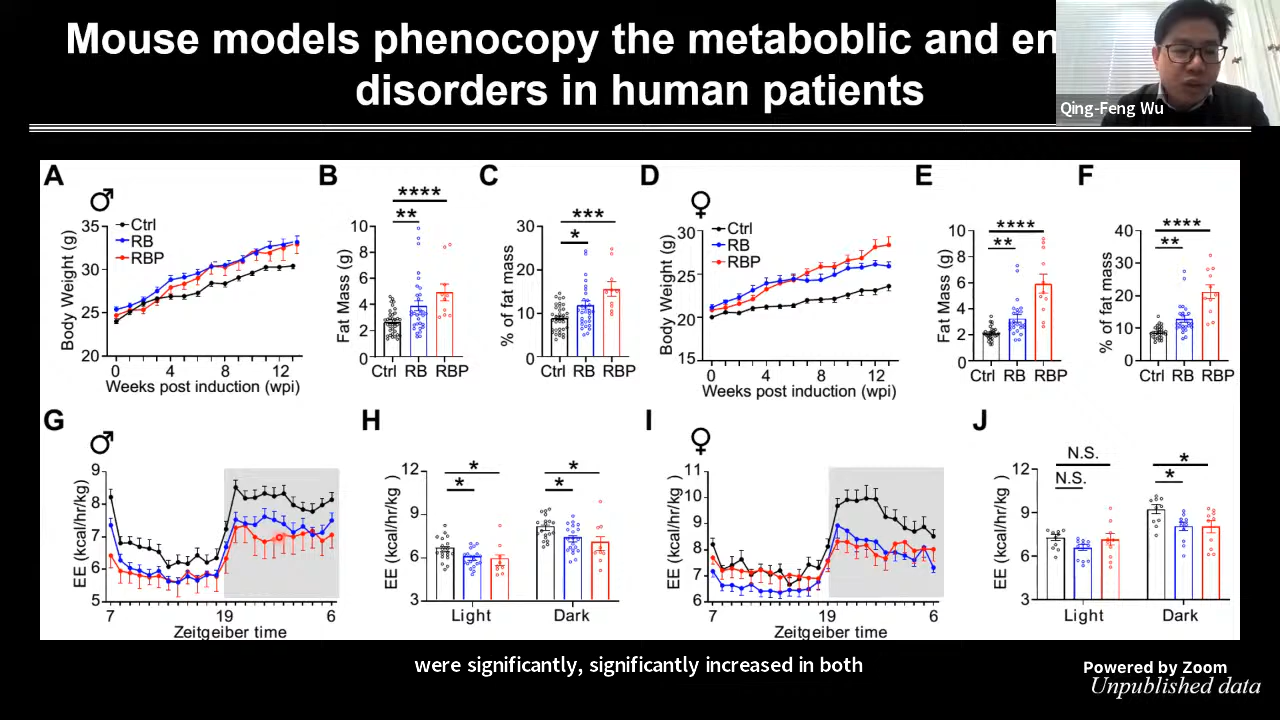 Mouse models phenocopy the metaboblic and en
disorders in human patients
Qing-Feng Wu
A
♂
Ctrl
RB
RBP
Body Weight (g)
35
30
25
20
0
4
8
12
Weeks post induction (wpi)
B
****
**
Fat Mass (g)
10
8
6
4
2
0
Ctrl RB RBP
C
***
*
% of fat mass
30
20
10
0
Ctrl RB RBP
D
♀
Ctrl
RB
RBP
Body Weight (g)
30
25
20
15
0
4
8
12
Weeks post induction (wpi)
E
****
**
Fat Mass (g)
10
8
6
4
2
0
Ctrl RB RBP
F
****
**
% of fat mass
40
30
20
10
0
Ctrl RB RBP
G
♂
EE (kcal/hr/kg)
9
8
7
6
5
7
19
6
Zeitgeiber time
H
*
*
*
*
EE (kcal/hr/kg )
12
9
6
3
Light
Dark
I
♀
EE (kcal/hr/kg )
11
10
9
8
7
6
7
19
6
Zeitgeiber time
J
N.S.
N.S.
*
*
EE (kcal/hr/kg )
12
9
6
3
Light
Dark
were significantly, significantly increased in both
Powered by Zoom
Unpublished data